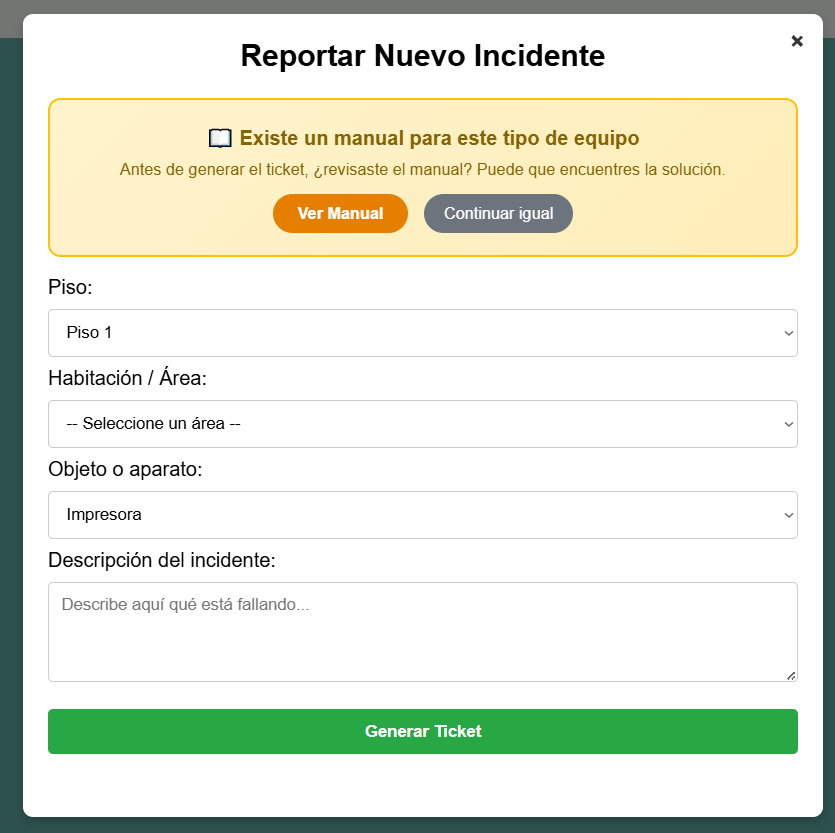 ×
Reportar Nuevo Incidente
Existe un manual para este tipo de equipo
Antes de generar el ticket, ¿revisaste el manual? Puede que encuentres la solución.
Ver Manual
Continuar igual
Piso:
Piso 1
Habitación / Área:
-- Seleccione un área --
Objeto o aparato:
Impresora
Descripción del incidente:
Describe aquí qué está fallando...
Generar Ticket